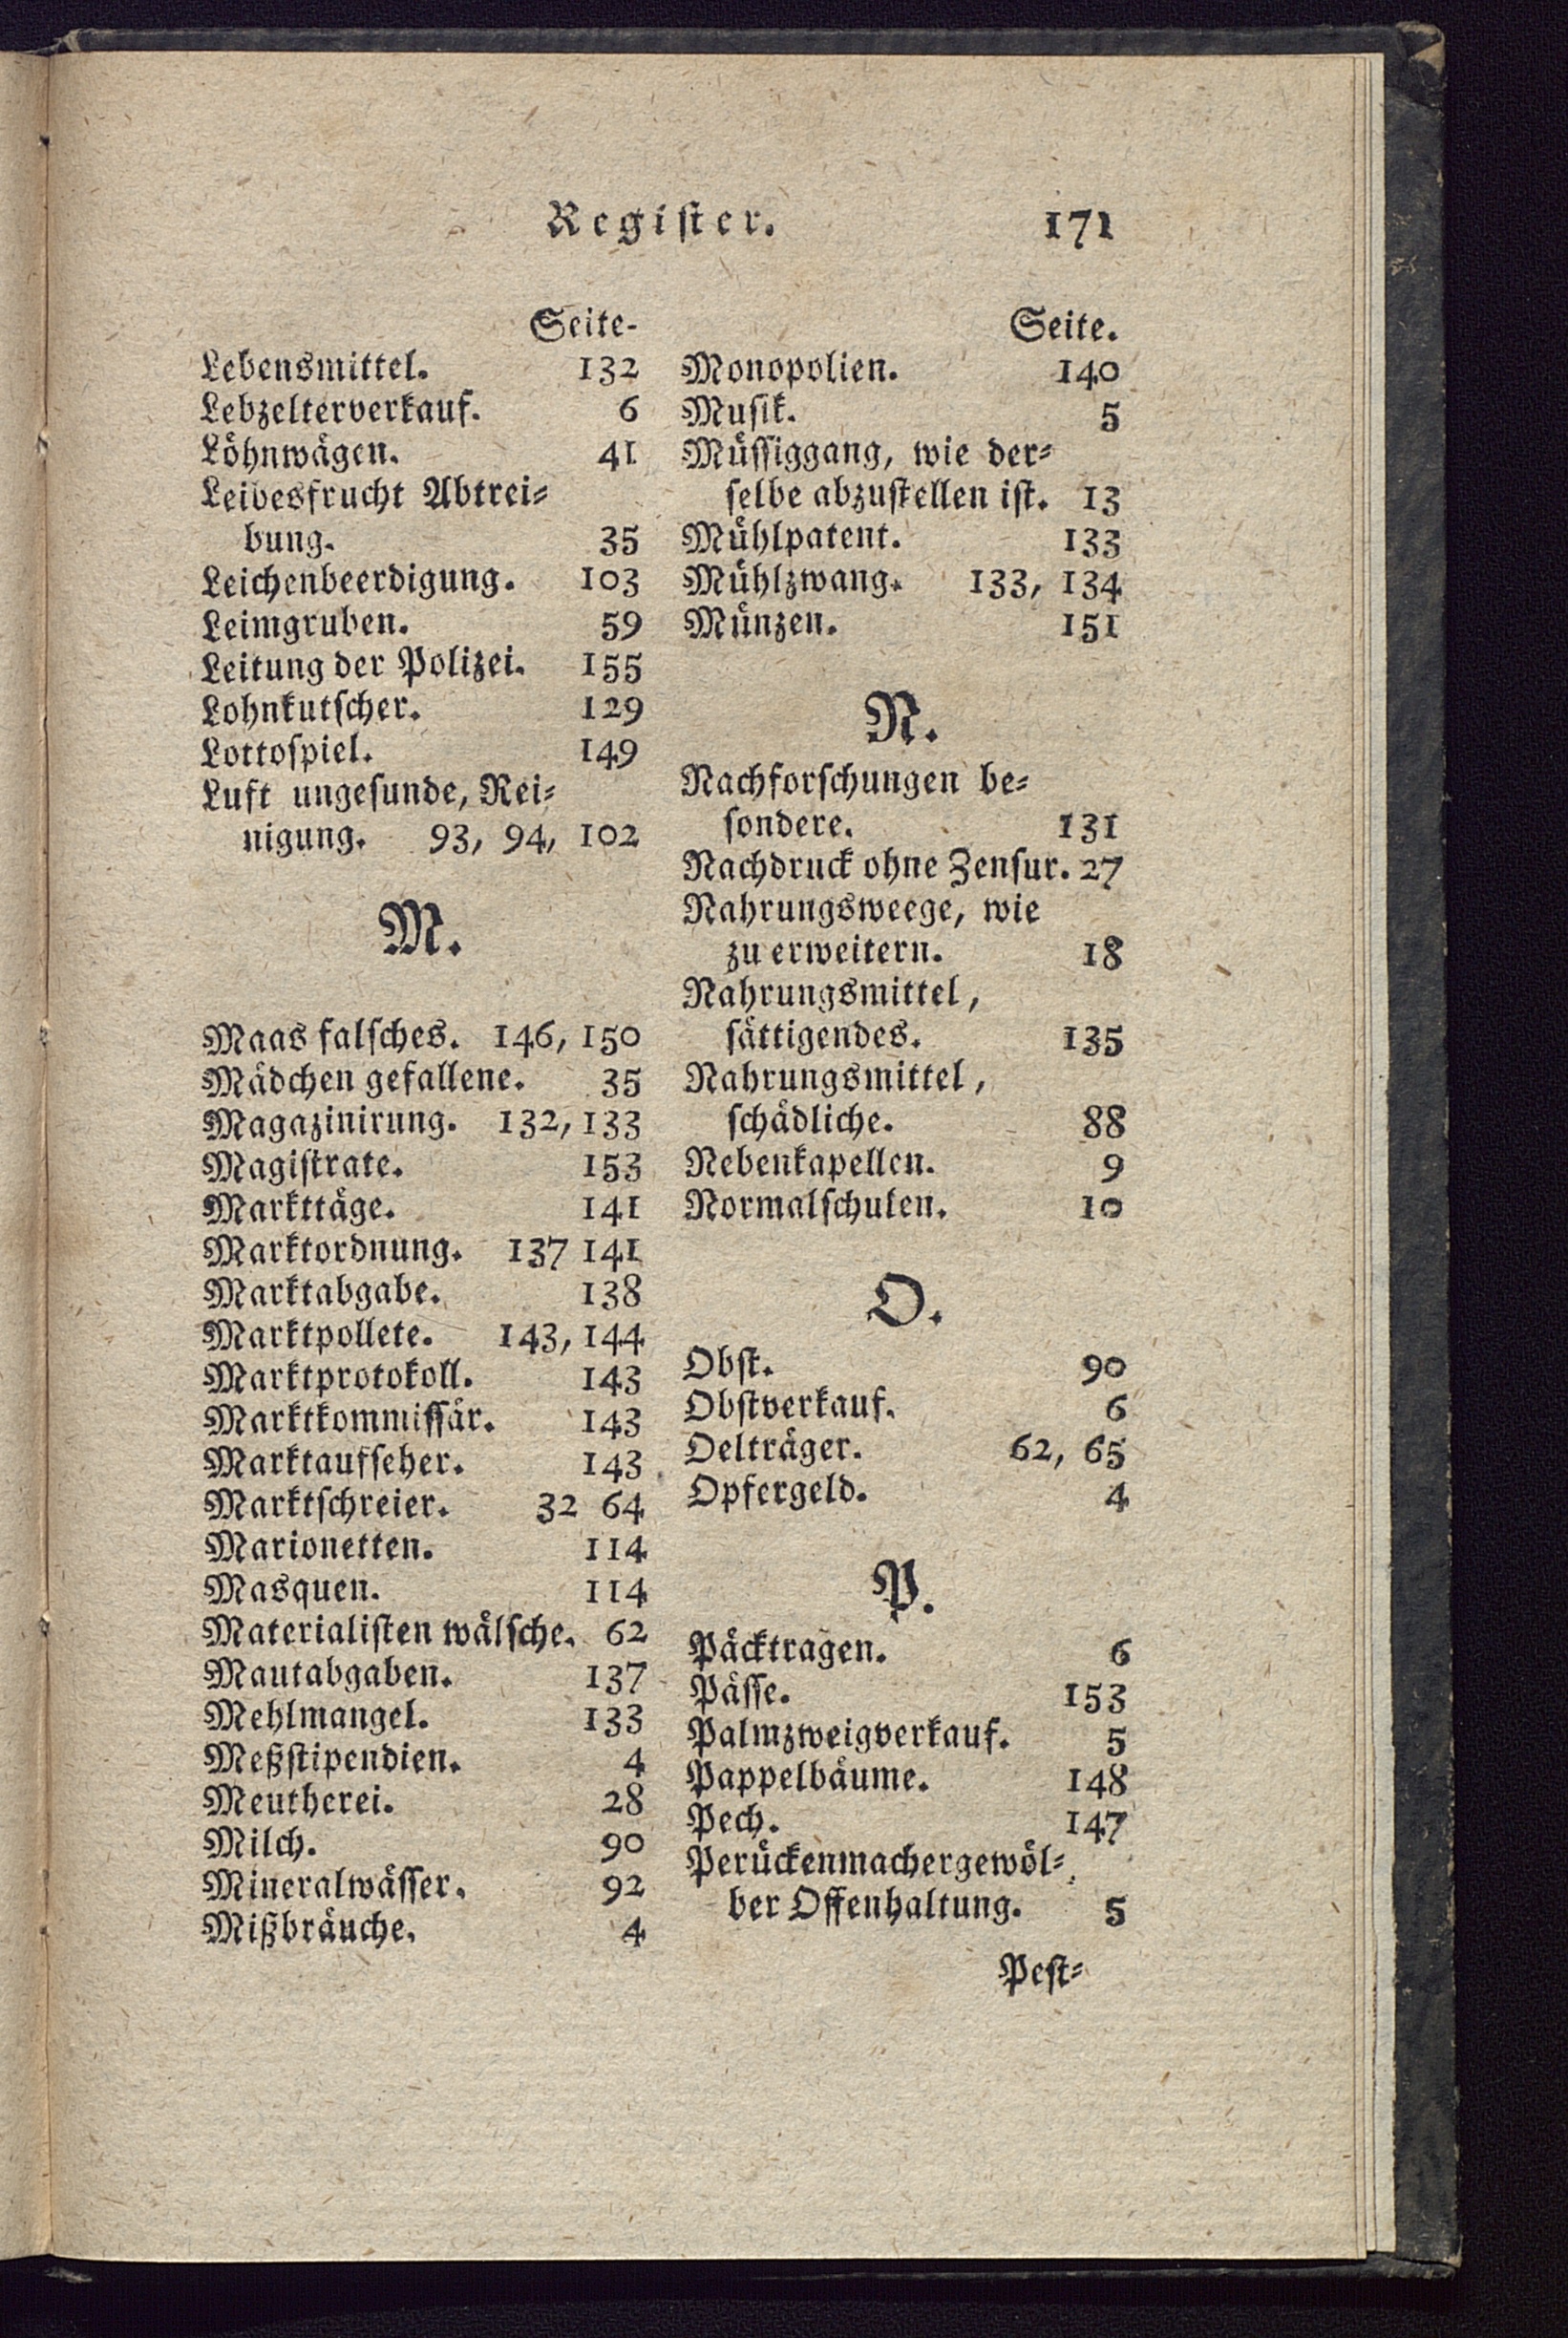 Register. 171
Seite.
Lebensmittel. 132
Lebzelterverkauf. 6
Löhnwägen. 41
Leibesfrucht Abtrei-
bung. 35
Leichenbeerdigung. 103
Leimgruben. 59
Leitung der Polizei. 155
Lohnkutscher. 129
Lottospiel. 149
Luft ungesunde, Rei-
nigung. 93, 94, 102
M.
Maas falsches. 146, 150
Mädchen gefallene. 35
Magazinirung. 132, 133
Magistrate. 153
Markttäge. 141
Marktordnung. 137 141
Marktabgabe. 138
Marktpollete. 143, 144
Marktprotokoll. 143
Marktkommissär. 143
Marktaufseher. 143
Marktschreier. 32 64
Marionetten. 114
Masquen. 114
Materialisten wälsche. 62
Mautabgaben. 137
Mehlmangel. 133
Meßstipendien. 4
Meutherei. 28
Milch. 90
Mineralwässer. 92
Mißbräuche. 4
Seite.
Monopolien. 140
Musik. 5
Müssiggang, wie der-
selbe abzustellen ist. 13
Mühlpatent. 133
Mühlzwang. 133, 134
Münzen. 151
N.
Nachforschungen be-
sondere. 131
Nachdruck ohne Zensur. 27
Nahrungsweege, wie
zu erweitern. 18
Nahrungsmittel,
sättigendes. 135
Nahrungsmittel,
schädliche. 88
Nebenkapellen. 9
Normalschulen. 10
O.
Obst. 90
Obstverkauf. 6
Oelträger. 62, 65
Opfergeld. 4
P.
Päcktragen. 6
Pässe. 153
Palmzweigverkauf. 5
Pappelbäume. 148
Pech. 147
Perückenmachergewöl-
ber Offenhaltung. 5
Pest-